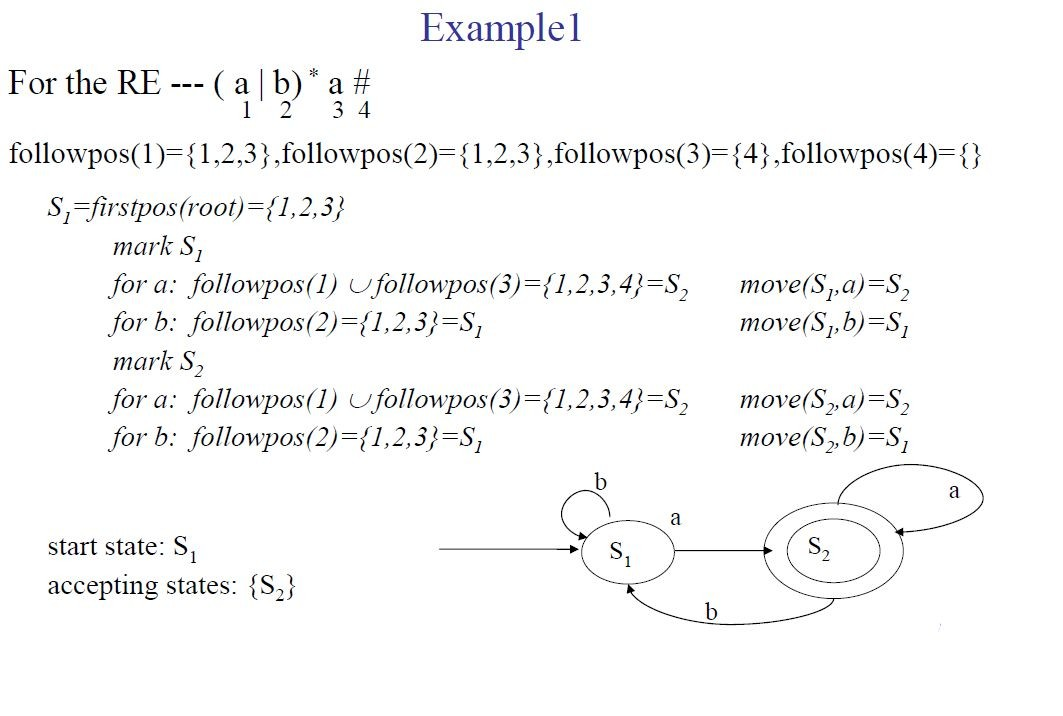 Example1
For the RE --- ( a | b) * a #
1 2 3 4
followpos(1)={1,2,3},followpos(2)={1,2,3},followpos(3)={4},followpos(4)={}
S1=firstpos(root)={1,2,3}
mark S1
for a: followpos(1) ∪ followpos(3)={1,2,3,4}=S2 move(S1,a)=S2
for b: followpos(2)={1,2,3}=S1 move(S1,b)=S1
mark S2
for a: followpos(1) ∪ followpos(3)={1,2,3,4}=S2 move(S2,a)=S2
for b: followpos(2)={1,2,3}=S1 move(S2,b)=S1
b
a
a
start state: S1
S1
S2
accepting states: {S2}
b